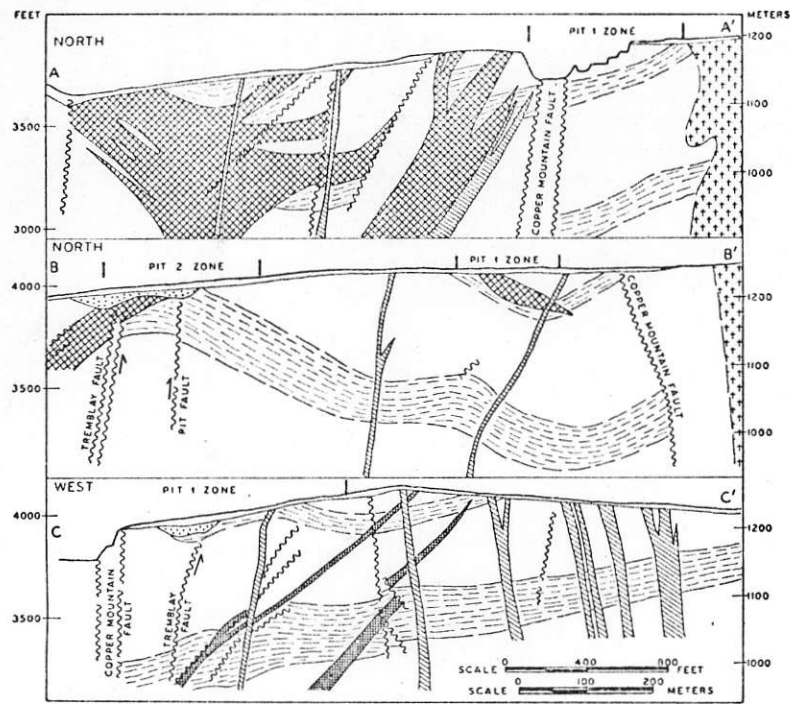 FEET
METERS
NORTH
PIT 1 ZONE
A'
1200
A
1100
3500
COPPER MOUNTAIN FAULT
1000
3000
NORTH
B
PIT 2 ZONE
PIT 1 ZONE
B'
4000
1200
TREMBLAY FAULT
PIT FAULT
COPPER MOUNTAIN FAULT
1100
3500
1000
WEST
PIT 1 ZONE
C'
4000
C
1200
COPPER MOUNTAIN
FAULT
TREMBLAY
FAULT
3500
1100
SCALE 0 400 800 FEET
1000
SCALE 0 100 200 METERS